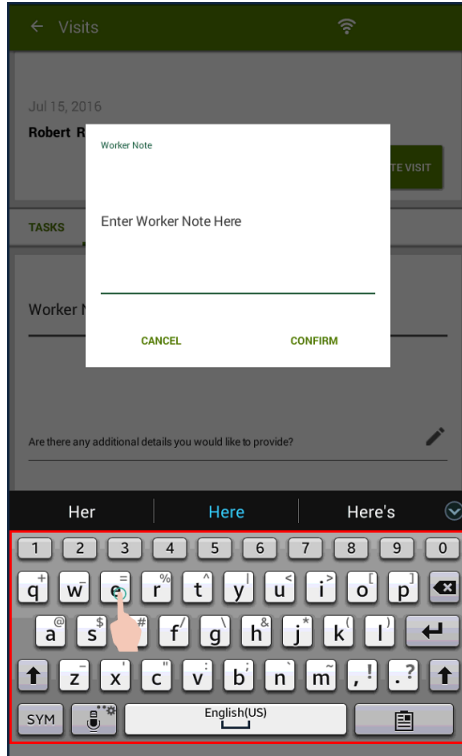 Visits
Jul 15, 2016
Robert R
TE VISIT
TASKS
Worker Note
Enter Worker Note Here
CANCEL CONFIRM
Worker N
Are there any additional details you would like to provide?
Her Here Here's
1 2 3 4 5 6 7 8 9 0
+ - = % ^ | < > [ ]
q w e r t y u i o p
@ $ # / \ & * ( )
a s f g h j k l
- ' " : ; ~ ! ?
z x c v b n m , .
SYM English(US)